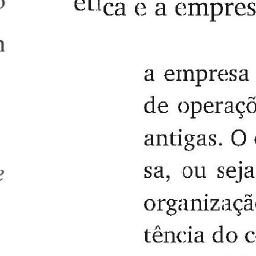 ética e a empres
a empresa
de operaçõ
antigas. O
sa, ou seja
organizaçã
tência do c